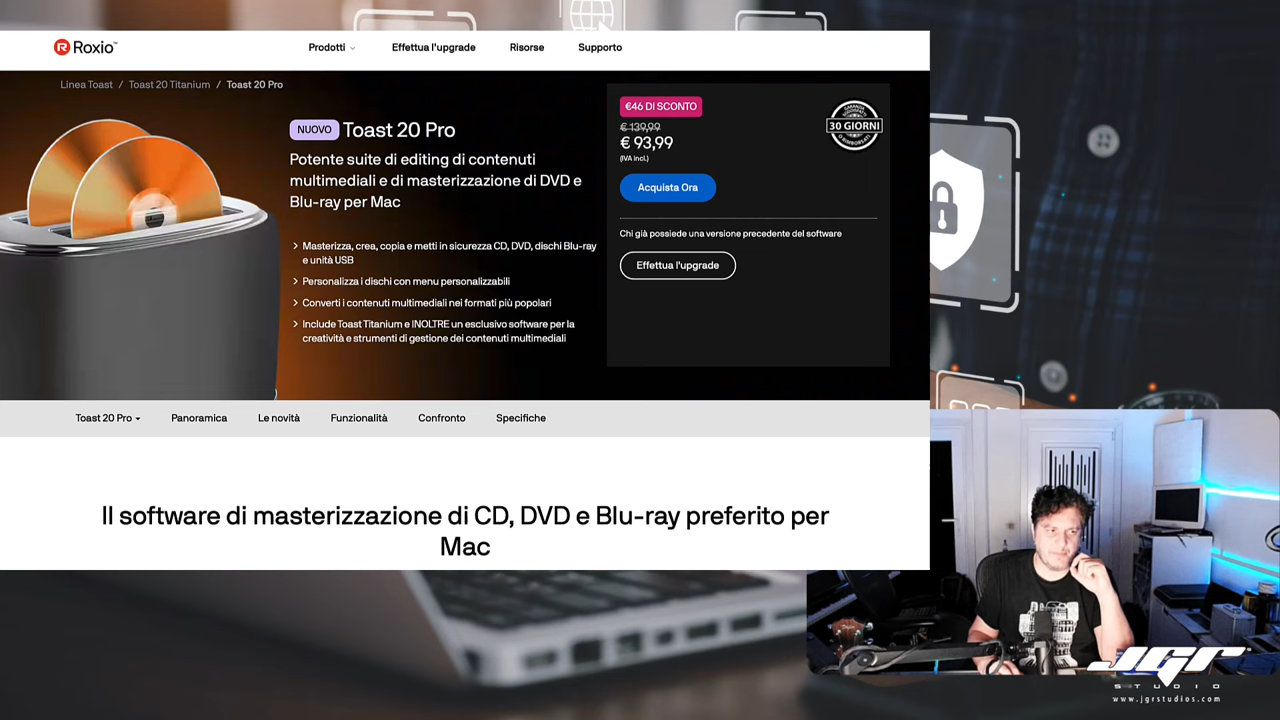 Roxio™
Prodotti
Effettua l'upgrade
Risorse
Supporto
Linea Toast / Toast 20 Titanium / Toast 20 Pro
NUOVO Toast 20 Pro
Potente suite di editing di contenuti
multimediali e di masterizzazione di DVD e
Blu-ray per Mac
Masterizza, crea, copia e metti in sicurezza CD, DVD, dischi Blu-ray
e unità USB
Personalizza i dischi con menu personalizzabili
Converti i contenuti multimediali nei formati più popolari
Include Toast Titanium e INOLTRE un esclusivo software per la
creatività e strumenti di gestione dei contenuti multimediali
€46 DI SCONTO
€ 139,99
€ 93,99
(IVA incl.)
Acquista Ora
30 GIORNI
Chi già possiede una versione precedente del software
Effettua l'upgrade
Toast 20 Pro
Panoramica
Le novità
Funzionalità
Confronto
Specifiche
Il software di masterizzazione di CD, DVD e Blu-ray preferito per
Mac
JGR
STUDIO
www.jgrstudios.com